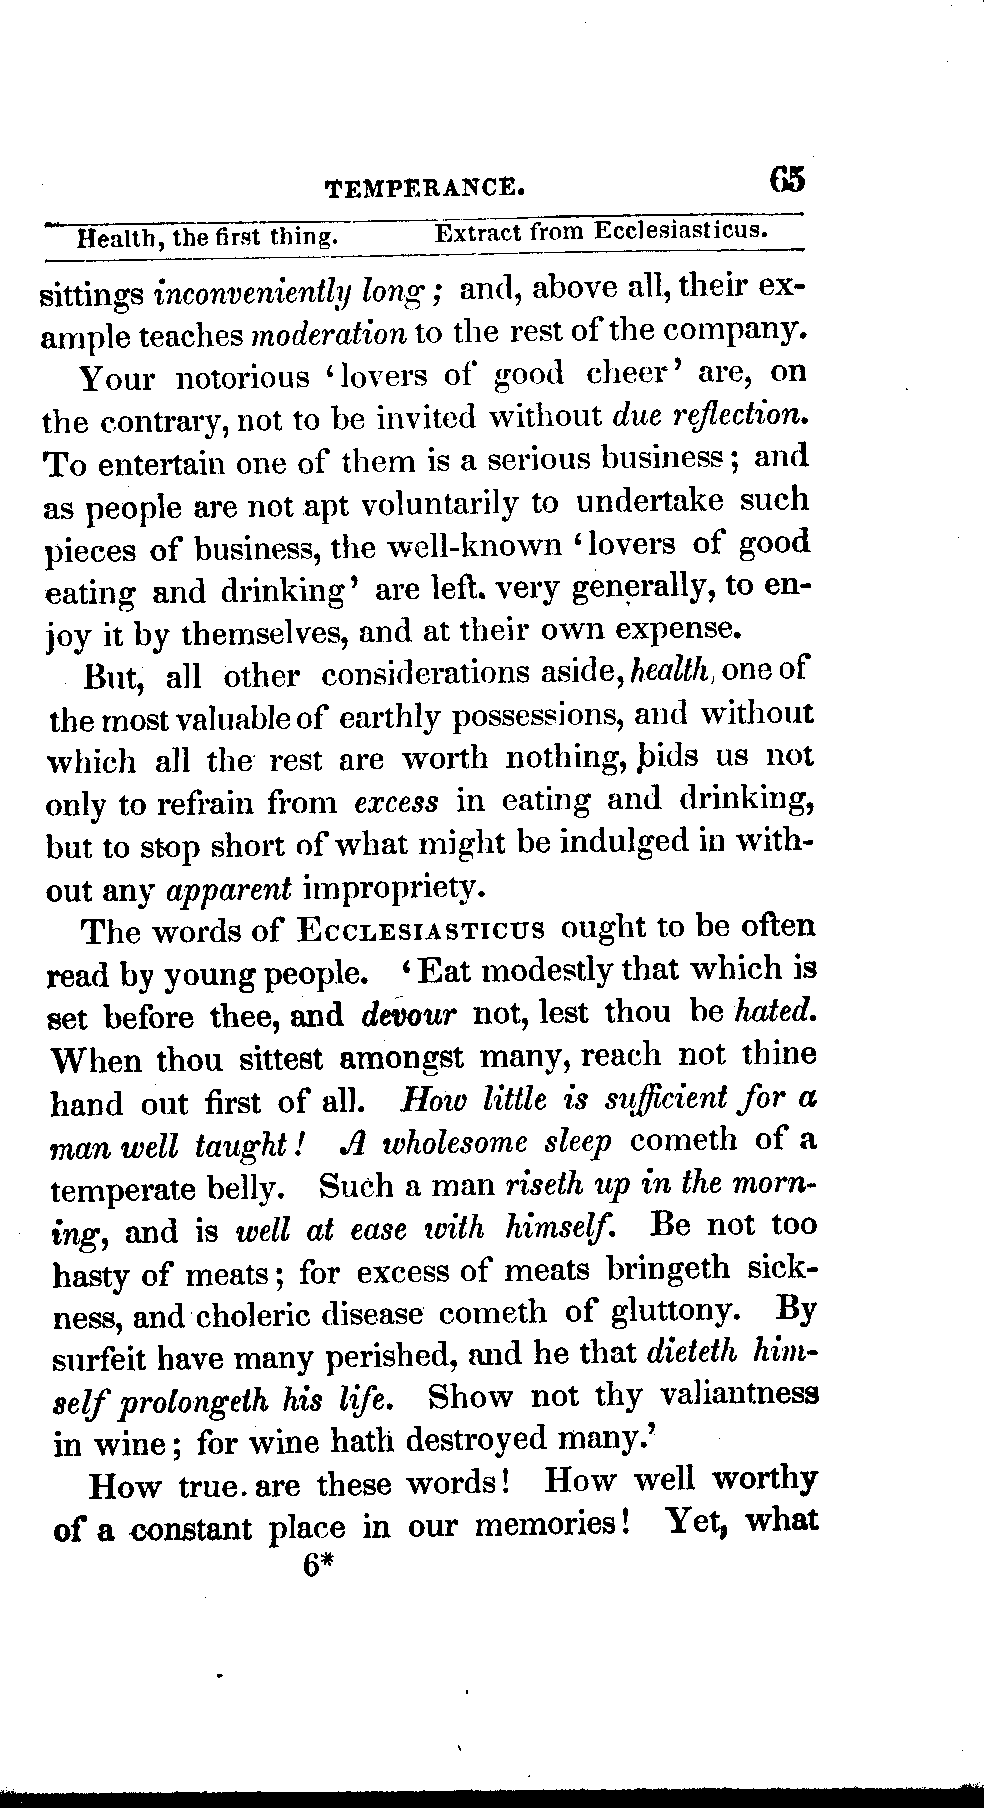 TEMPERANCE. 65
Health, the first thing. Extract from Ecclesiasticus.
sittings inconveniently long; and, above all, their ex-
ample teaches moderation to the rest of the company.
Your notorious ‘lovers of good cheer’ are, on
the contrary, not to be invited without due reflection.
To entertain one of them is a serious business; and
as people are not apt voluntarily to undertake such
pieces of business, the well-known ‘lovers of good
eating and drinking’ are left. very generally, to en-
joy it by themselves, and at their own expense.
But, all other considerations aside, health, one of
the most valuable of earthly possessions, and without
which all the rest are worth nothing, bids us not
only to refrain from excess in eating and drinking,
but to stop short of what might be indulged in with-
out any apparent impropriety.
The words of ECCLESIASTICUS ought to be often
read by young people. ‘Eat modestly that which is
set before thee, and devour not, lest thou be hated.
When thou sittest amongst many, reach not thine
hand out first of all. How little is sufficient for a
man well taught! A wholesome sleep cometh of a
temperate belly. Such a man riseth up in the morn-
ing, and is well at ease with himself. Be not too
hasty of meats; for excess of meats bringeth sick-
ness, and choleric disease cometh of gluttony. By
surfeit have many perished, and he that dieteth him-
self prolongeth his life. Show not thy valiantness
in wine; for wine hath destroyed many.’
How true. are these words! How well worthy
of a constant place in our memories! Yet, what
6*